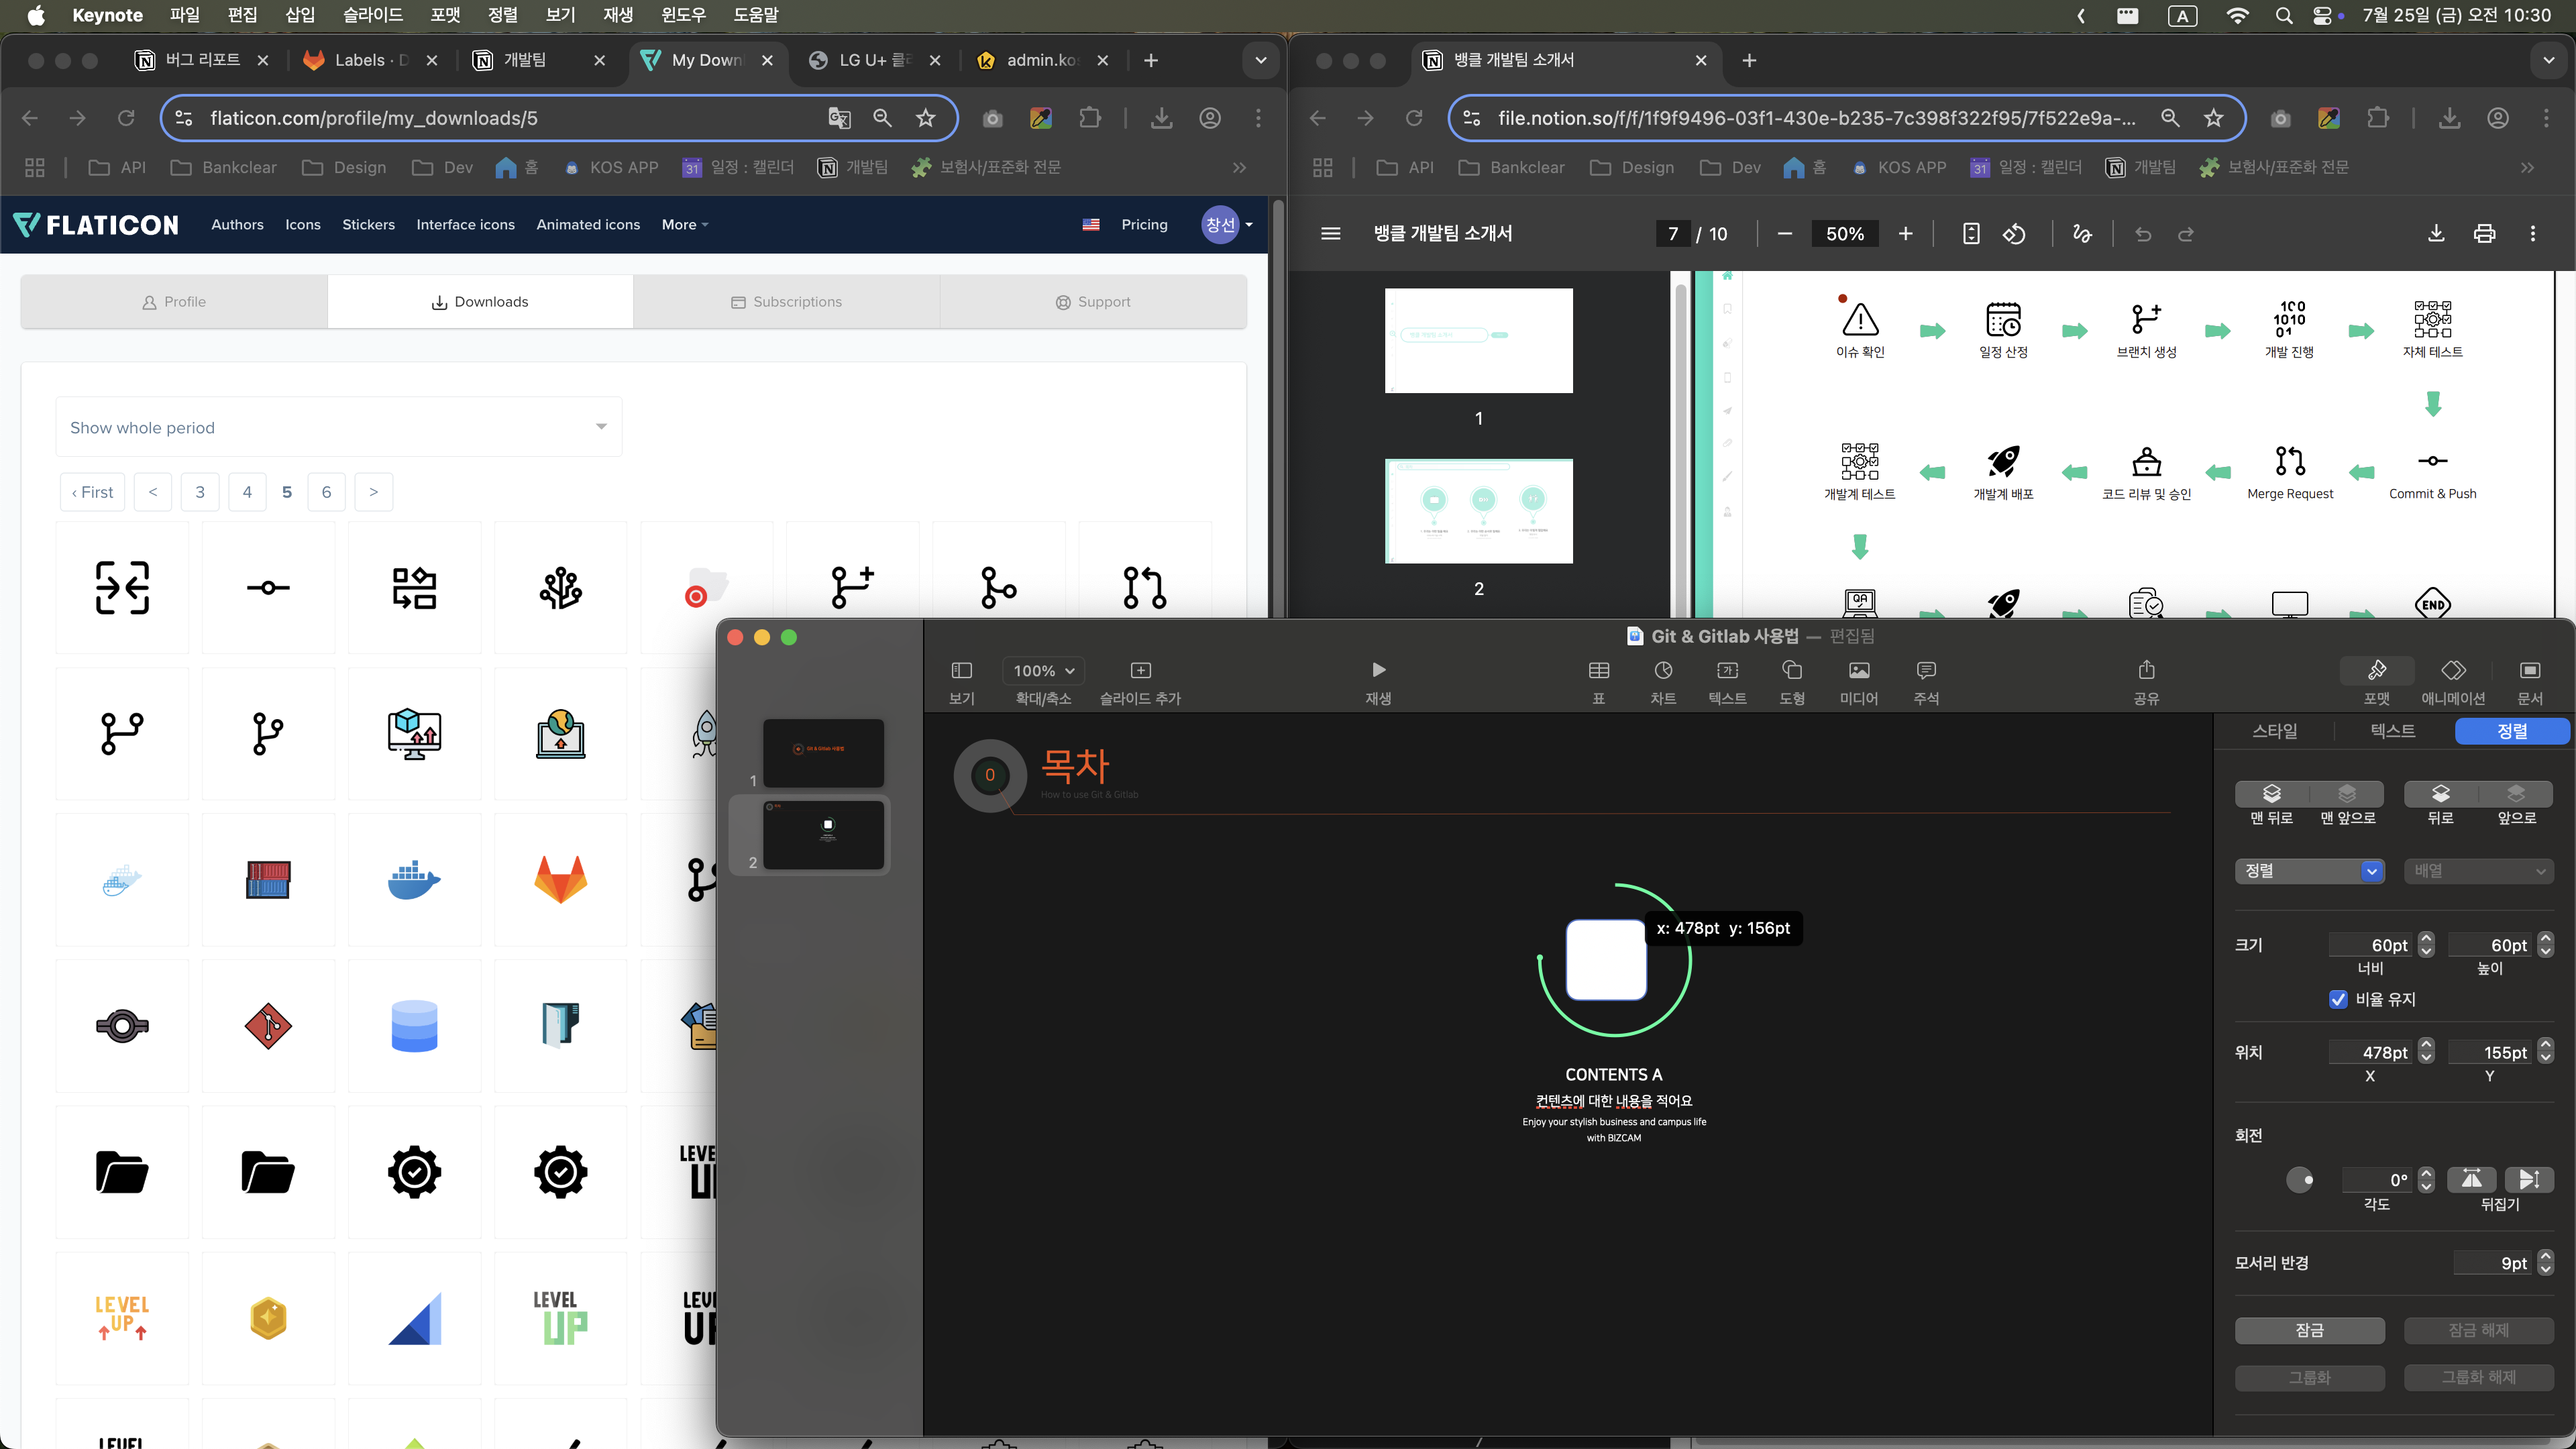 Keynote 파일 편집 삽입 슬라이드 포맷 정렬 보기 재생 윈도우 도움말
A 7월 25일 (금) 오전 10:30
버그 리포트
Labels · D
개발팀
My Downl
LG U+ 클
admin.ko
flaticon.com/profile/my_downloads/5
API Bankclear Design Dev 홈 KOS APP 31 일정 : 캘린더 개발팀 보험사/표준화 전문
FLATICON Authors Icons Stickers Interface icons Animated icons More Pricing 창선
Profile Downloads Subscriptions Support
Show whole period
‹ First < 3 4 5 6 >
LEVEL
LEVEL UP
LEVEL UP
LEVEL
뱅클 개발팀 소개서
file.notion.so/f/f/1f9f9496-03f1-430e-b235-7c398f322f95/7f522e9a-...
API Bankclear Design Dev 홈 KOS APP 31 일정 : 캘린더 개발팀 보험사/표준화 전문
뱅클 개발팀 소개서 7 / 10 50%
1
2
이슈 확인 일정 산정 브랜치 생성 개발 진행 자체 테스트
개발계 테스트 개발계 배포 코드 리뷰 및 승인 Merge Request Commit & Push
QA END
Git & Gitlab 사용법 — 편집됨
100%
보기 확대/축소 슬라이드 추가 재생 표 차트 텍스트 도형 미디어 주석 공유 포맷 애니메이션 문서
1
Git & Gitlab 사용법
2
0 목차
How to use Git & Gitlab
x: 478pt y: 156pt
CONTENTS A
컨텐츠에 대한 내용을 적어요
Enjoy your stylish business and campus life
with BIZCAM
스타일 텍스트 정렬
맨 뒤로 맨 앞으로 뒤로 앞으로
정렬 배열
크기 60pt 60pt
너비 높이
비율 유지
위치 478pt 155pt
X Y
회전
0°
각도 뒤집기
모서리 반경 9pt
잠금 잠금 해제
그룹화 그룹화 해제